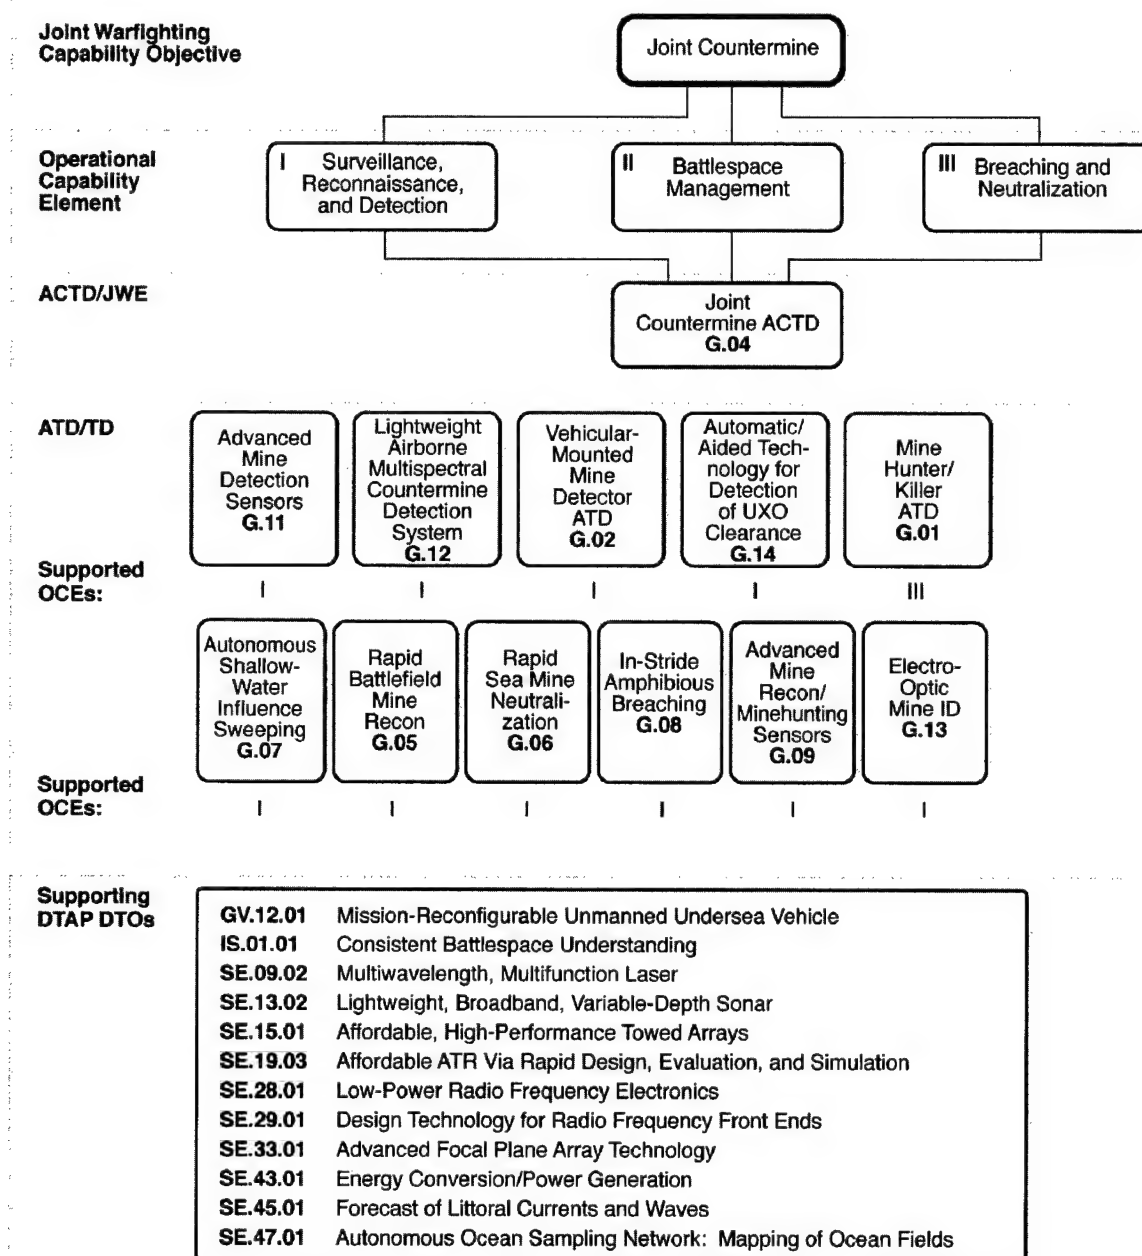 Joint Warfighting
Capability Objective
Joint Countermine
Operational
Capability
Element
I Surveillance,
Reconnaissance,
and Detection
II Battlespace
Management
III Breaching and
Neutralization
ACTD/JWE
Joint
Countermine ACTD
G.04
ATD/TD
Advanced
Mine
Detection
Sensors
G.11
Lightweight
Airborne
Multispectral
Countermine
Detection
System
G.12
Vehicular-
Mounted
Mine
Detector
ATD
G.02
Automatic/
Aided Tech-
nology for
Detection
of UXO
Clearance
G.14
Mine
Hunter/
Killer
ATD
G.01
Supported
OCEs:
I I I I III
Autonomous
Shallow-
Water
Influence
Sweeping
G.07
Rapid
Battlefield
Mine
Recon
G.05
Rapid
Sea Mine
Neutrali-
zation
G.06
In-Stride
Amphibious
Breaching
G.08
Advanced
Mine
Recon/
Minehunting
Sensors
G.09
Electro-
Optic
Mine ID
G.13
Supported
OCEs:
I I I I I I
Supporting
DTAP DTOs
GV.12.01 Mission-Reconfigurable Unmanned Undersea Vehicle
IS.01.01 Consistent Battlespace Understanding
SE.09.02 Multiwavelength, Multifunction Laser
SE.13.02 Lightweight, Broadband, Variable-Depth Sonar
SE.15.01 Affordable, High-Performance Towed Arrays
SE.19.03 Affordable ATR Via Rapid Design, Evaluation, and Simulation
SE.28.01 Low-Power Radio Frequency Electronics
SE.29.01 Design Technology for Radio Frequency Front Ends
SE.33.01 Advanced Focal Plane Array Technology
SE.43.01 Energy Conversion/Power Generation
SE.45.01 Forecast of Littoral Currents and Waves
SE.47.01 Autonomous Ocean Sampling Network: Mapping of Ocean Fields